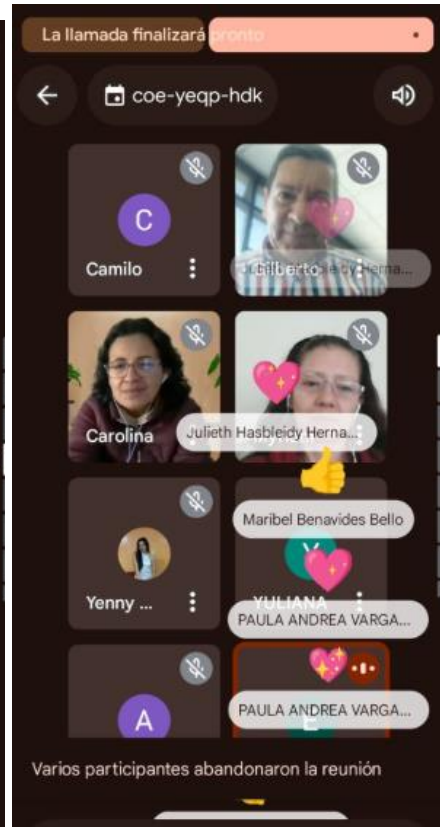 La llamada finalizará pronto
coe-yeqp-hdk
C
Camilo
Gilberto
Carolina
Julieth Hasbleidy Herna...
Maribel Benavides Bello
Yenny ...
YULIANA
PAULA ANDREA VARGA...
A
PAULA ANDREA VARGA...
Varios participantes abandonaron la reunión